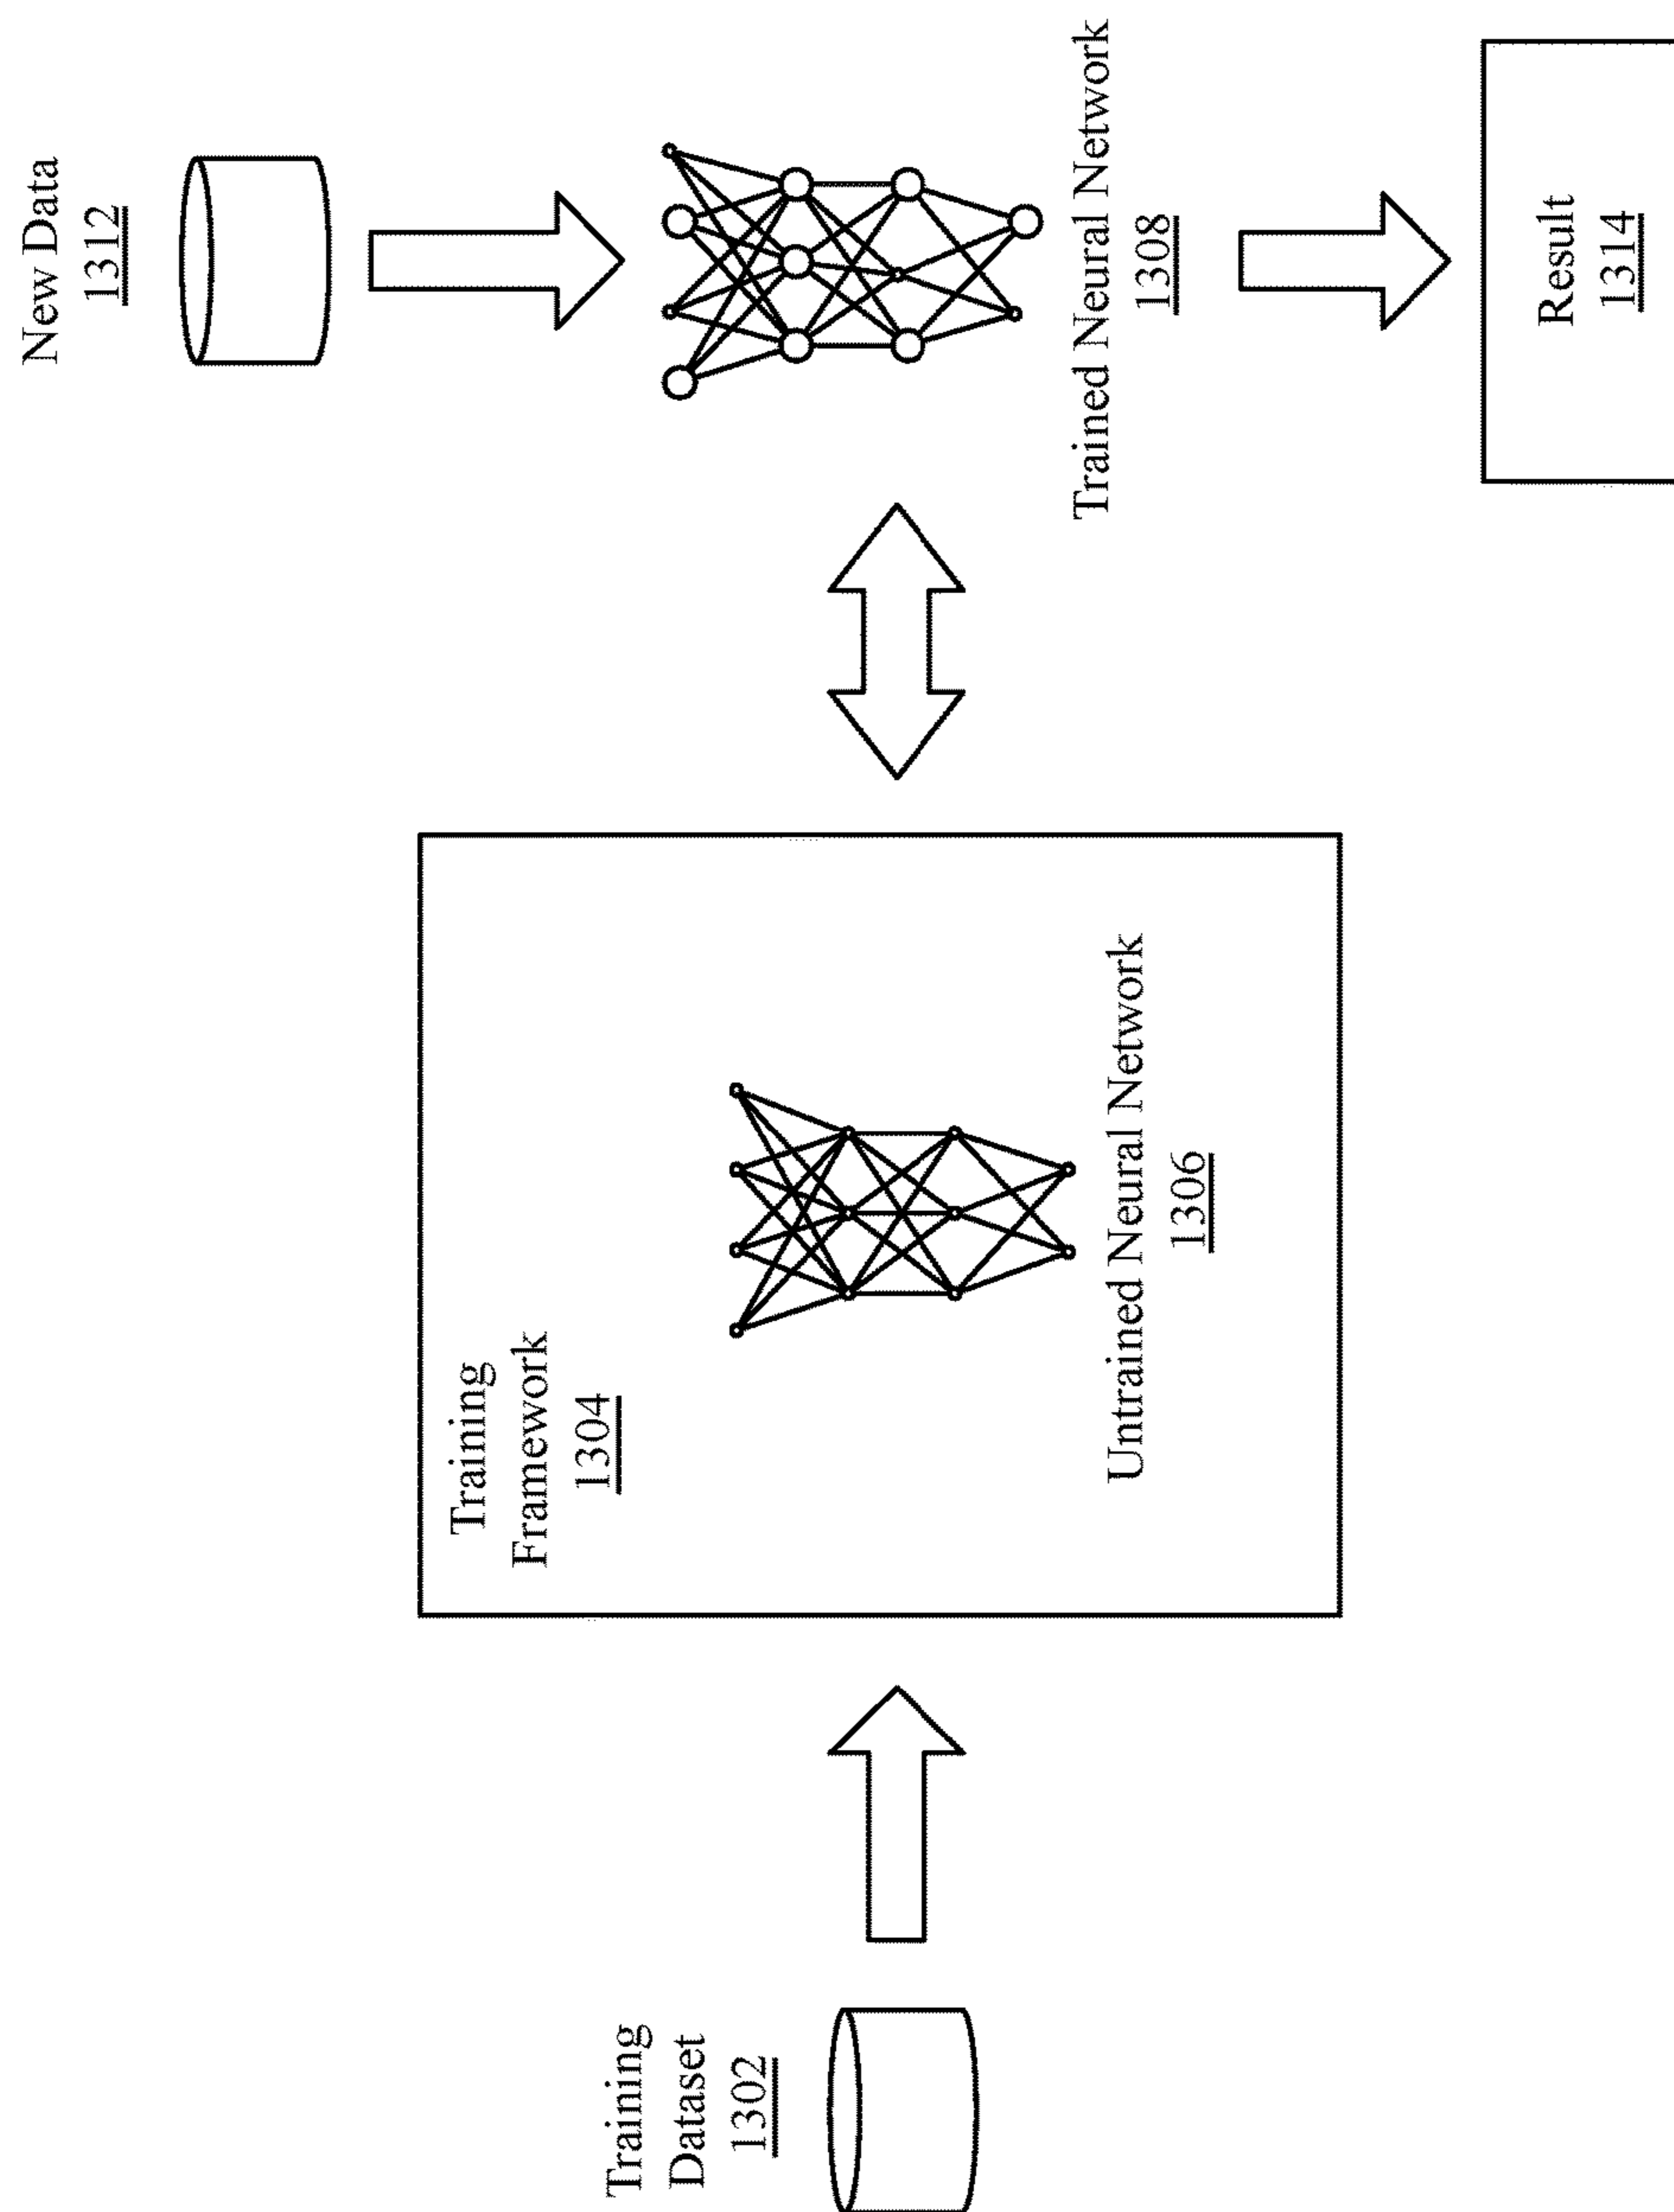 Training
Dataset
1302
Training
Framework
1304
Untrained Neural Network
1306
New Data
1312
Trained Neural Network
1308
Result
1314